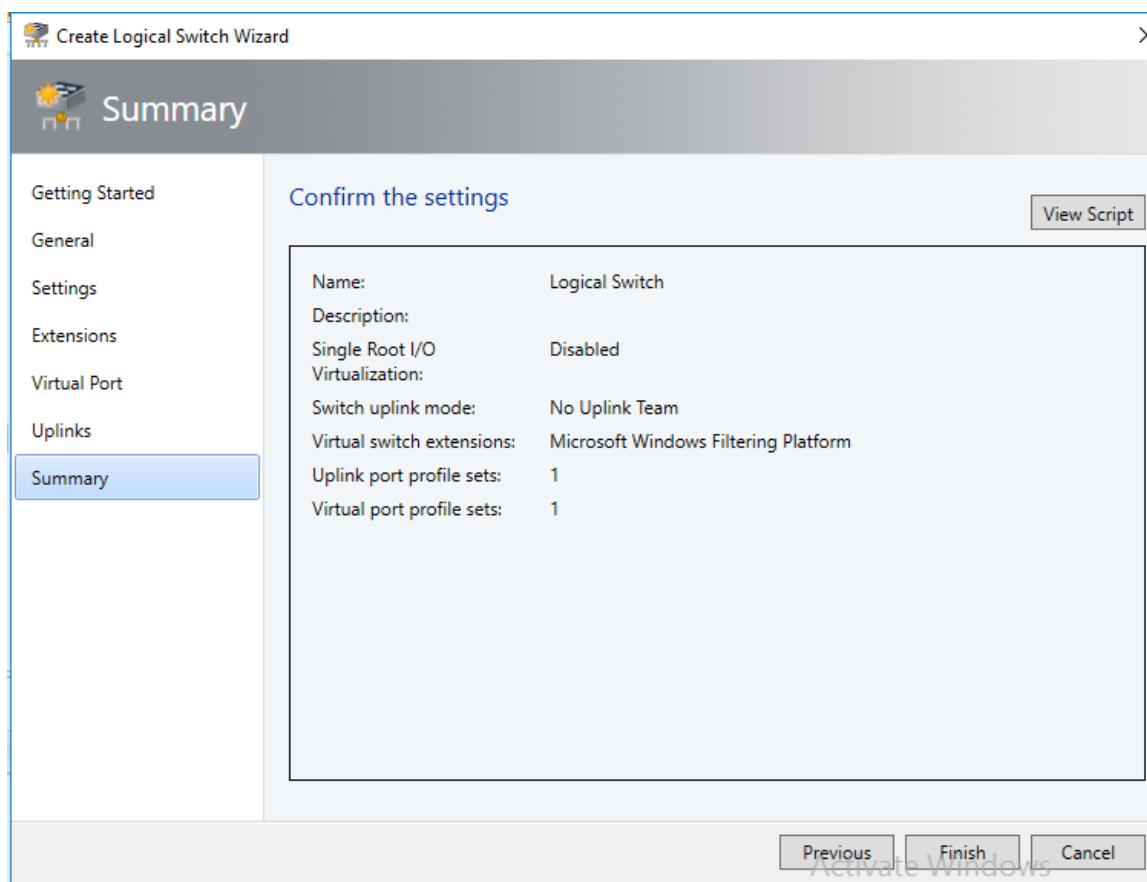 Create Logical Switch Wizard
Summary
Getting Started
General
Settings
Extensions
Virtual Port
Uplinks
Summary
Confirm the settings
View Script
Name: Logical Switch
Description:
Single Root I/O Disabled
Virtualization:
Switch uplink mode: No Uplink Team
Virtual switch extensions: Microsoft Windows Filtering Platform
Uplink port profile sets: 1
Virtual port profile sets: 1
Previous Finish Cancel
Activate Windows